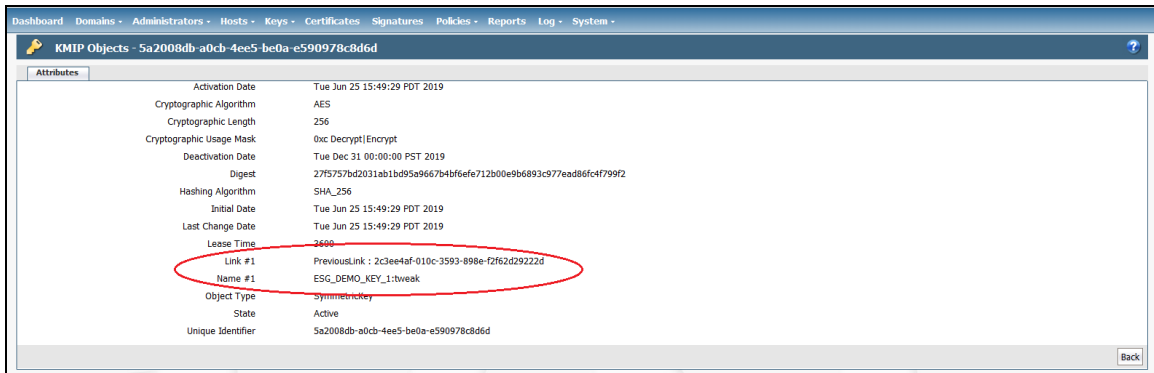 Dashboard Domains Administrators Hosts Keys Certificates Signatures Policies Reports Log System
KMIP Objects - 5a2008db-a0cb-4ee5-be0a-e590978c8d6d
Attributes
Activation Date Tue Jun 25 15:49:29 PDT 2019
Cryptographic Algorithm AES
Cryptographic Length 256
Cryptographic Usage Mask 0xc Decrypt|Encrypt
Deactivation Date Tue Dec 31 00:00:00 PST 2019
Digest 27f5757bd2031ab1bd95a9667b4bf6efe712b00e9b6893c977ead86fc4f799f2
Hashing Algorithm SHA_256
Initial Date Tue Jun 25 15:49:29 PDT 2019
Last Change Date Tue Jun 25 15:49:29 PDT 2019
Lease Time 3600
Link #1 PreviousLink : 2c3ee4af-010c-3593-898e-f2f62d29222d
Name #1 ESG_DEMO_KEY_1:tweak
Object Type SymmetricKey
State Active
Unique Identifier 5a2008db-a0cb-4ee5-be0a-e590978c8d6d
Back